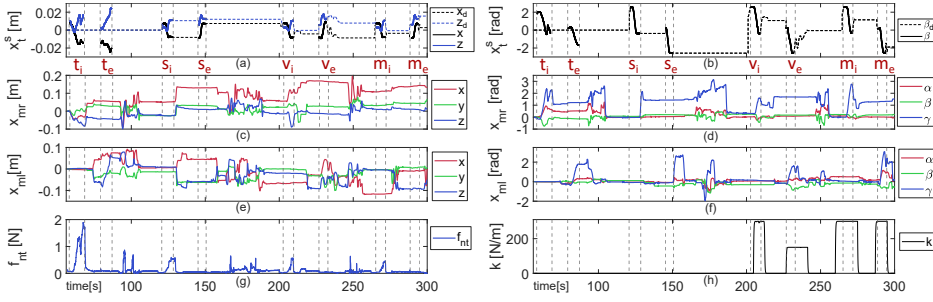 x_t^s [m]
0.02
0
-0.02
x_d
z_d
x
z
(a)
t_i t_e s_i s_e v_i v_e m_i m_e
x_t^s [rad]
2
0
-2
β_d
β
(b)
t_i t_e s_i s_e v_i v_e m_i m_e
x_mr [m]
0.2
0.1
0
-0.1
x
y
z
(c)
x_mr [rad]
3
2
1
0
-1
α
β
γ
(d)
x_ml [m]
0.1
0
-0.1
x
y
z
(e)
x_ml [rad]
2
0
-2
α
β
γ
(f)
f_nt [N]
2
1
0
f_nt
(g)
time[s] 100 150 200 250 300
k [N/m]
200
0
k
(h)
time[s] 100 150 200 250 300